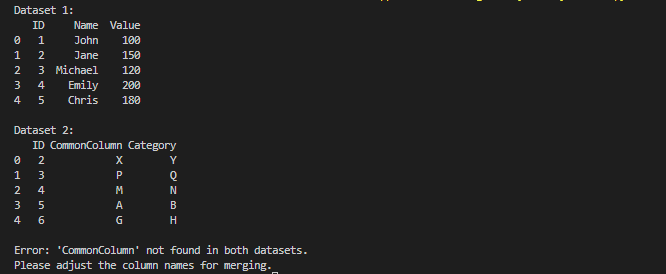 Dataset 1:
   ID     Name  Value
0   1     John    100
1   2     Jane    150
2   3  Michael    120
3   4    Emily    200
4   5    Chris    180
Dataset 2:
   ID CommonColumn Category
0   2            X        Y
1   3            P        Q
2   4            M        N
3   5            A        B
4   6            G        H
Error: 'CommonColumn' not found in both datasets.
Please adjust the column names for merging.